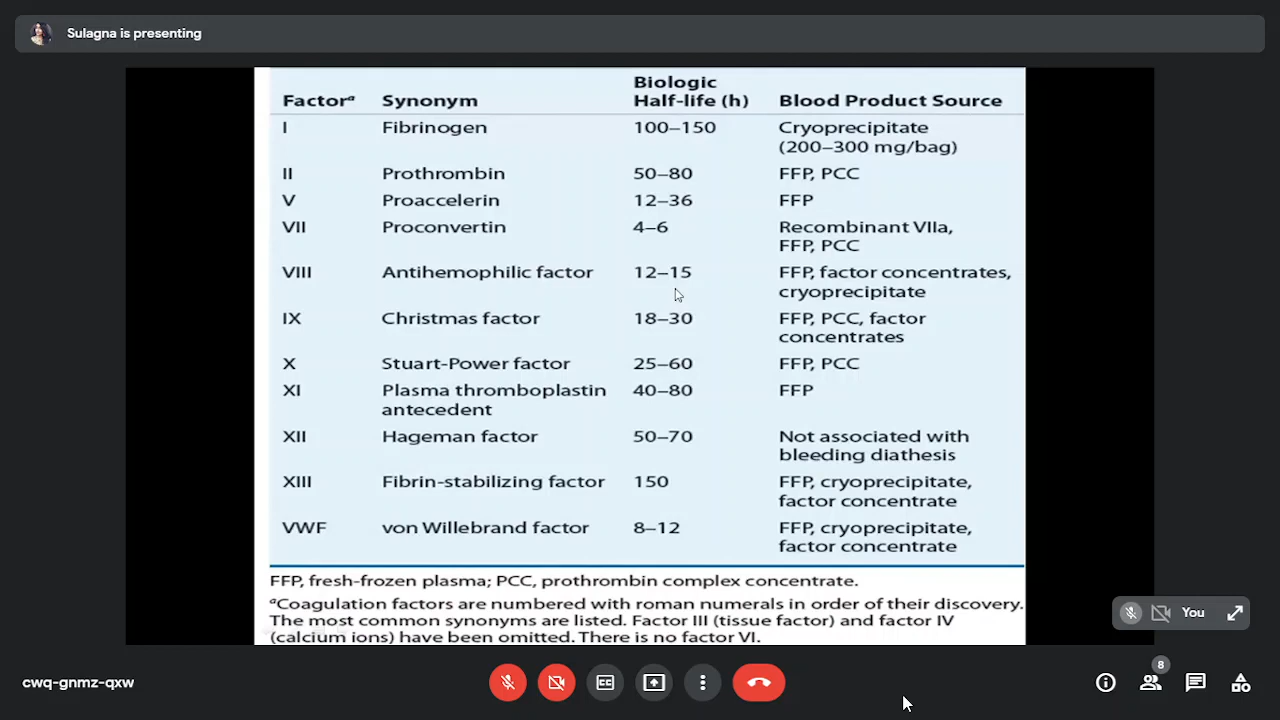 Sulagna is presenting
Biologic
Factorᵃ Synonym Half-life (h) Blood Product Source
I Fibrinogen 100–150 Cryoprecipitate
(200–300 mg/bag)
II Prothrombin 50–80 FFP, PCC
V Proaccelerin 12–36 FFP
VII Proconvertin 4–6 Recombinant VIIa,
FFP, PCC
VIII Antihemophilic factor 12–15 FFP, factor concentrates,
cryoprecipitate
IX Christmas factor 18–30 FFP, PCC, factor
concentrates
X Stuart-Power factor 25–60 FFP, PCC
XI Plasma thromboplastin 40–80 FFP
antecedent
XII Hageman factor 50–70 Not associated with
bleeding diathesis
XIII Fibrin-stabilizing factor 150 FFP, cryoprecipitate,
factor concentrate
VWF von Willebrand factor 8–12 FFP, cryoprecipitate,
factor concentrate
FFP, fresh-frozen plasma; PCC, prothrombin complex concentrate.
ᵃCoagulation factors are numbered with roman numerals in order of their discovery.
The most common synonyms are listed. Factor III (tissue factor) and factor IV
(calcium ions) have been omitted. There is no factor VI.
You
cwq-gnmz-qxw
CC
8